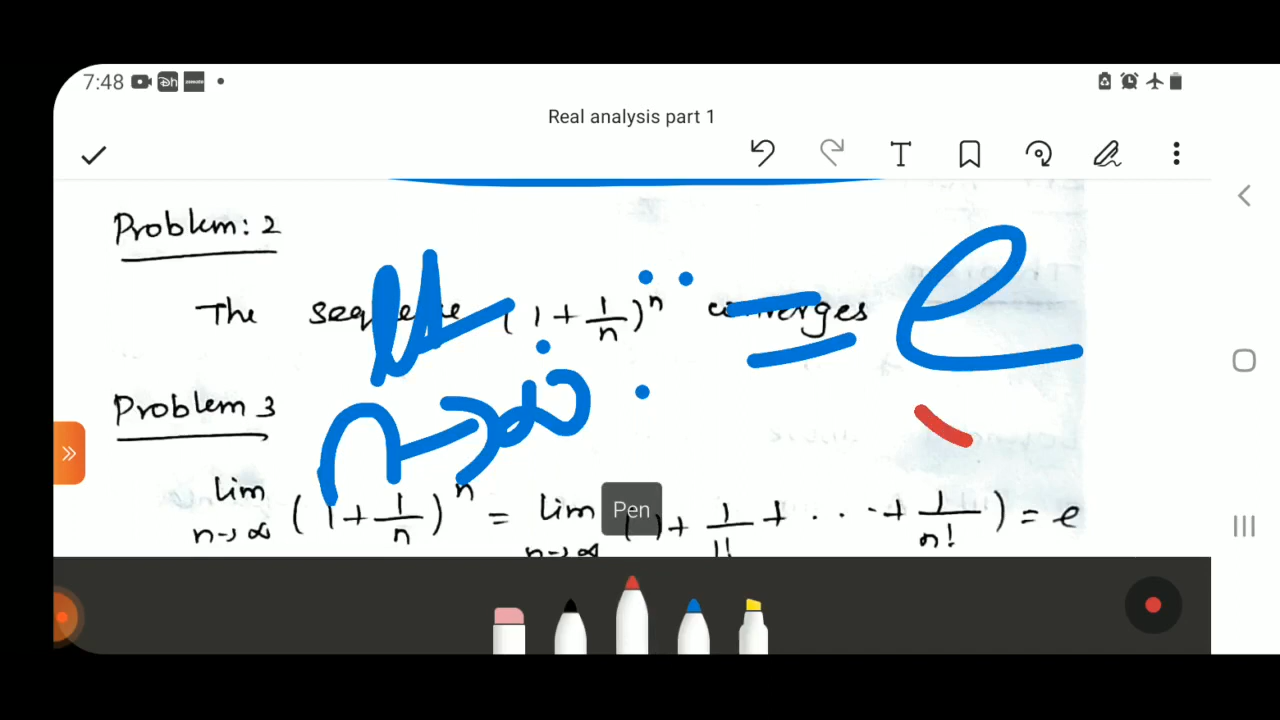 7:48
Real analysis part 1
Problem: 2
The sequence (1 + 1/n)^n converges
lt n→∞ = e
Problem 3
lim n→∞ (1 + 1/n)^n = lim n→∞ (1 + 1/1! + . . . + 1/n!) = e
Pen